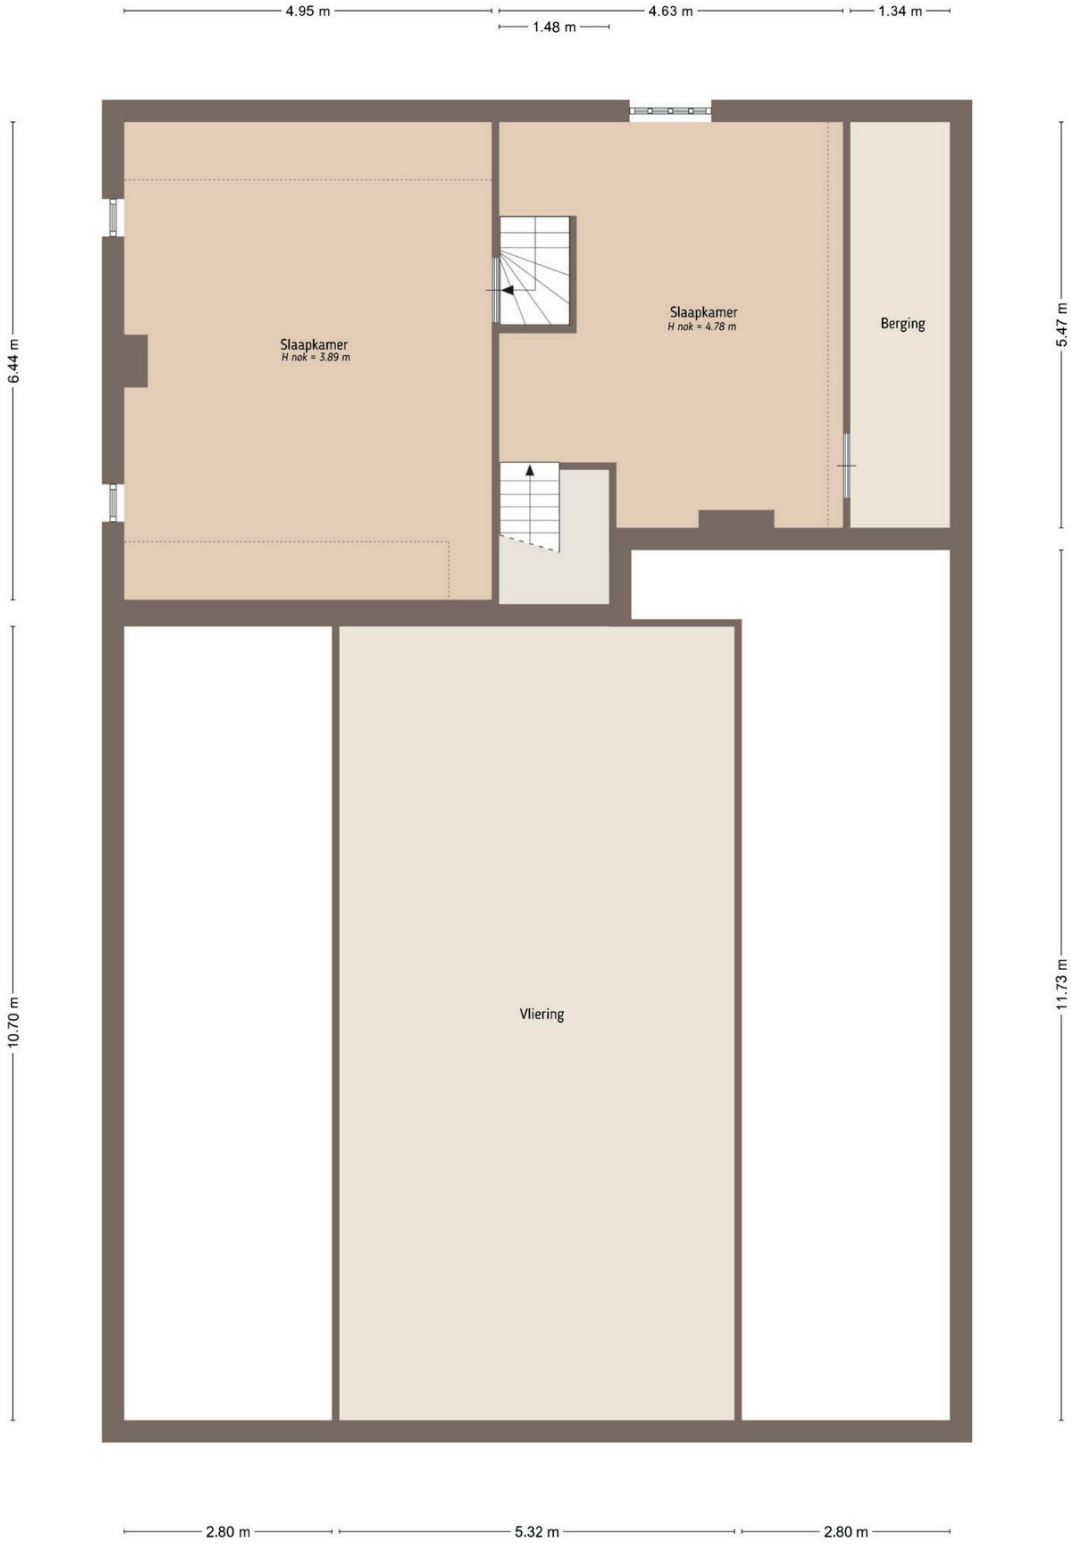 4.95 m
4.63 m
1.34 m
1.48 m
6.44 m
5.47 m
Slaapkamer
H nok = 3.89 m
Slaapkamer
H nok = 4.78 m
Berging
10.70 m
11.73 m
Vliering
2.80 m
5.32 m
2.80 m